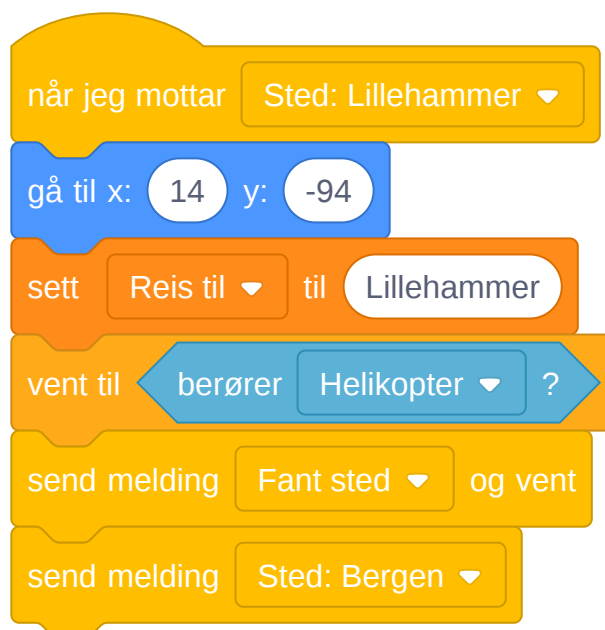 når jeg mottar Sted: Lillehammer
gå til x: 14 y: -94
sett Reis til til Lillehammer
vent til berører Helikopter ?
send melding Fant sted og vent
send melding Sted: Bergen